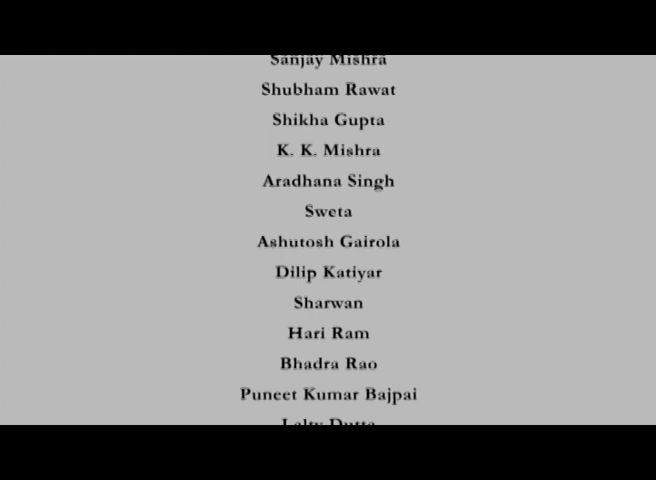 Sanjay Mishra
Shubham Rawat
Shikha Gupta
K. K. Mishra
Aradhana Singh
Sweta
Ashutosh Gairola
Dilip Katiyar
Sharwan
Hari Ram
Bhadra Rao
Puneet Kumar Bajpai